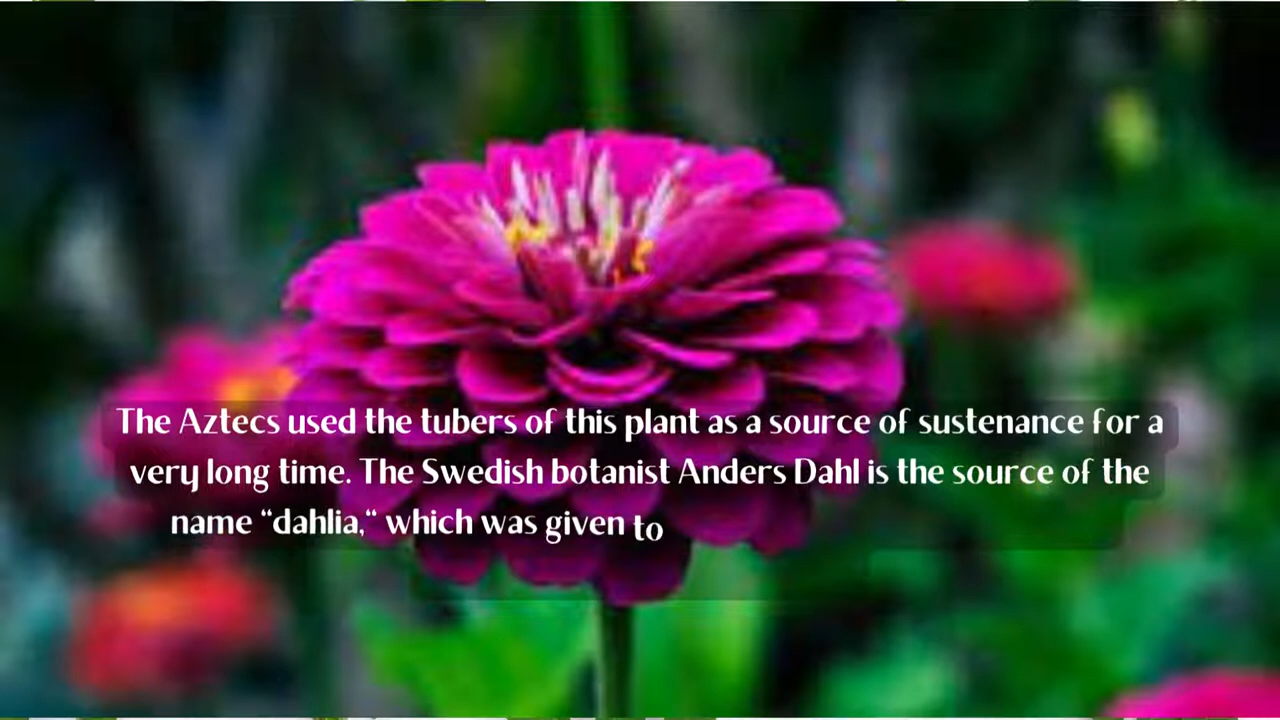 The Aztecs used the tubers of this plant as a source of sustenance for a
very long time. The Swedish botanist Anders Dahl is the source of the
name “dahlia,“ which was given to